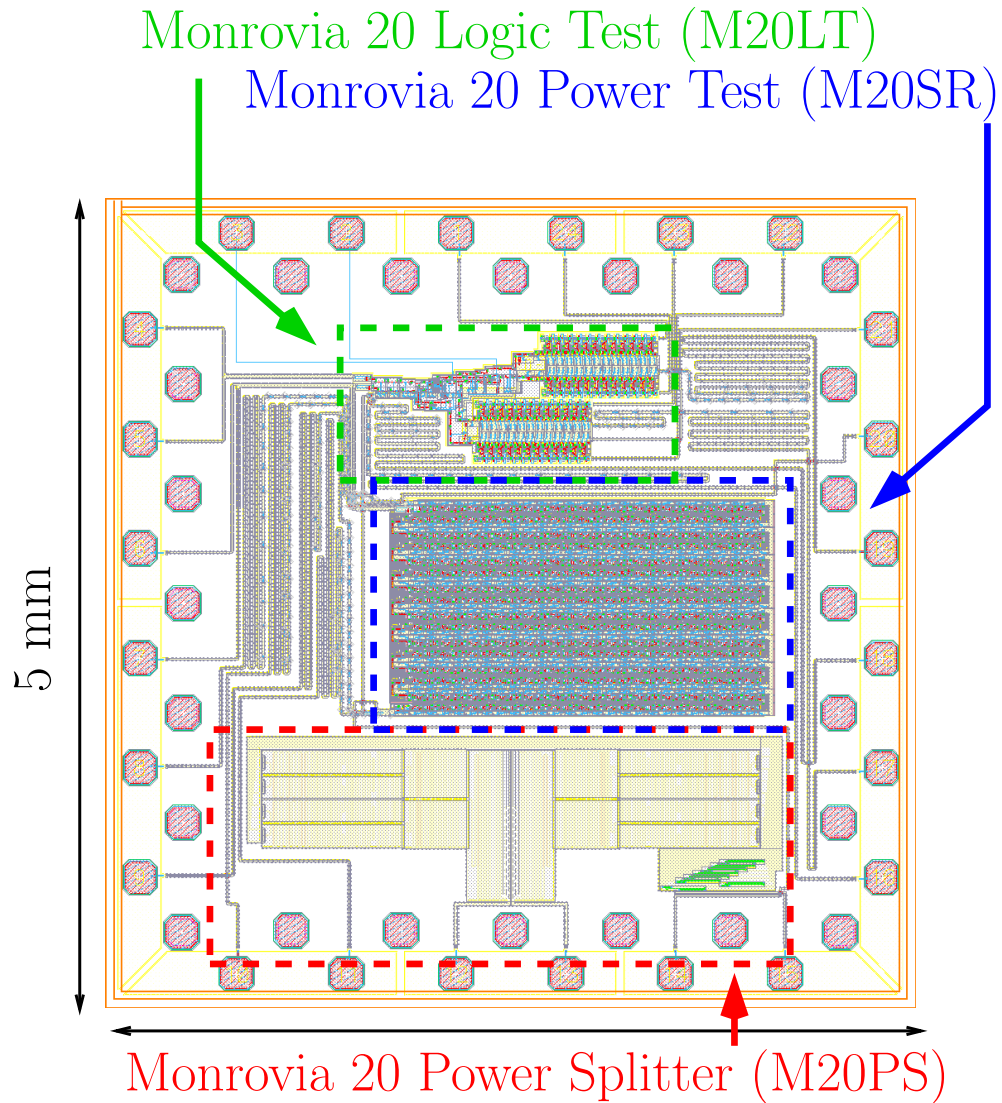 Monrovia 20 Logic Test (M20LT)
Monrovia 20 Power Test (M20SR)
5 mm
Monrovia 20 Power Splitter (M20PS)